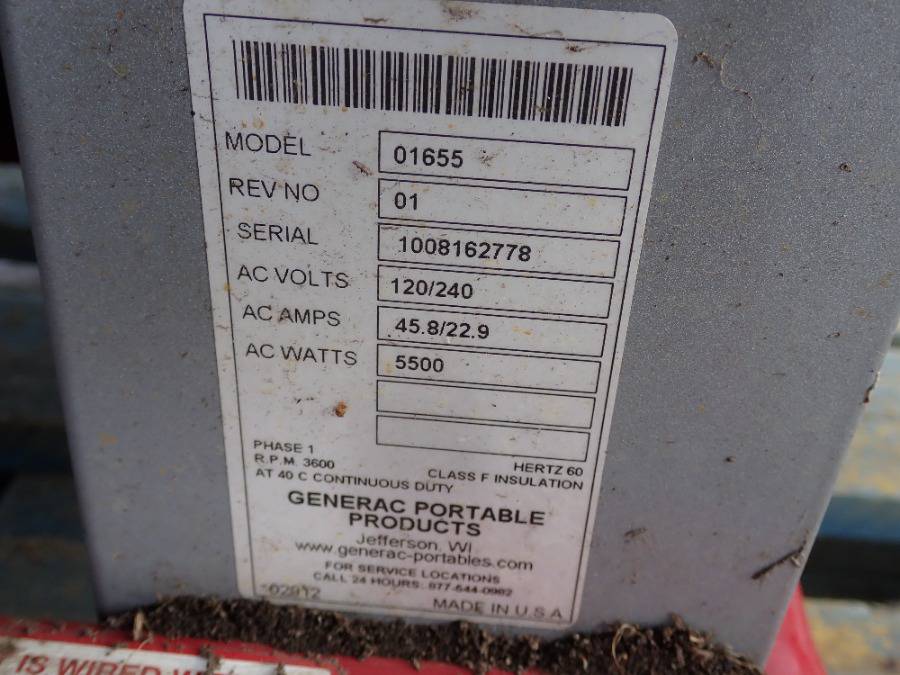 MODEL 01655
REV NO 01
SERIAL 1008162778
AC VOLTS 120/240
AC AMPS 45.8/22.9
AC WATTS 5500
PHASE 1 HERTZ 60
R.P.M. 3600 CLASS F INSULATION
AT 40 C CONTINUOUS DUTY
GENERAC PORTABLE
PRODUCTS
Jefferson, WI
www.generac-portables.com
FOR SERVICE LOCATIONS
CALL 24 HOURS: 877-544-0982
MADE IN U.S.A
IS WIRED